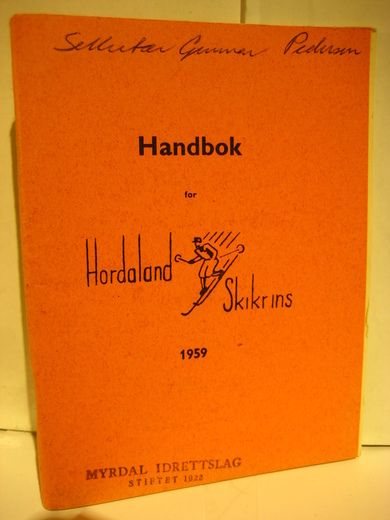 Sekretær Gunnar Pedersen
Handbok
for
Hordaland
Skikrins
1959
MYRDAL IDRETTSLAG
STIFTET 1922